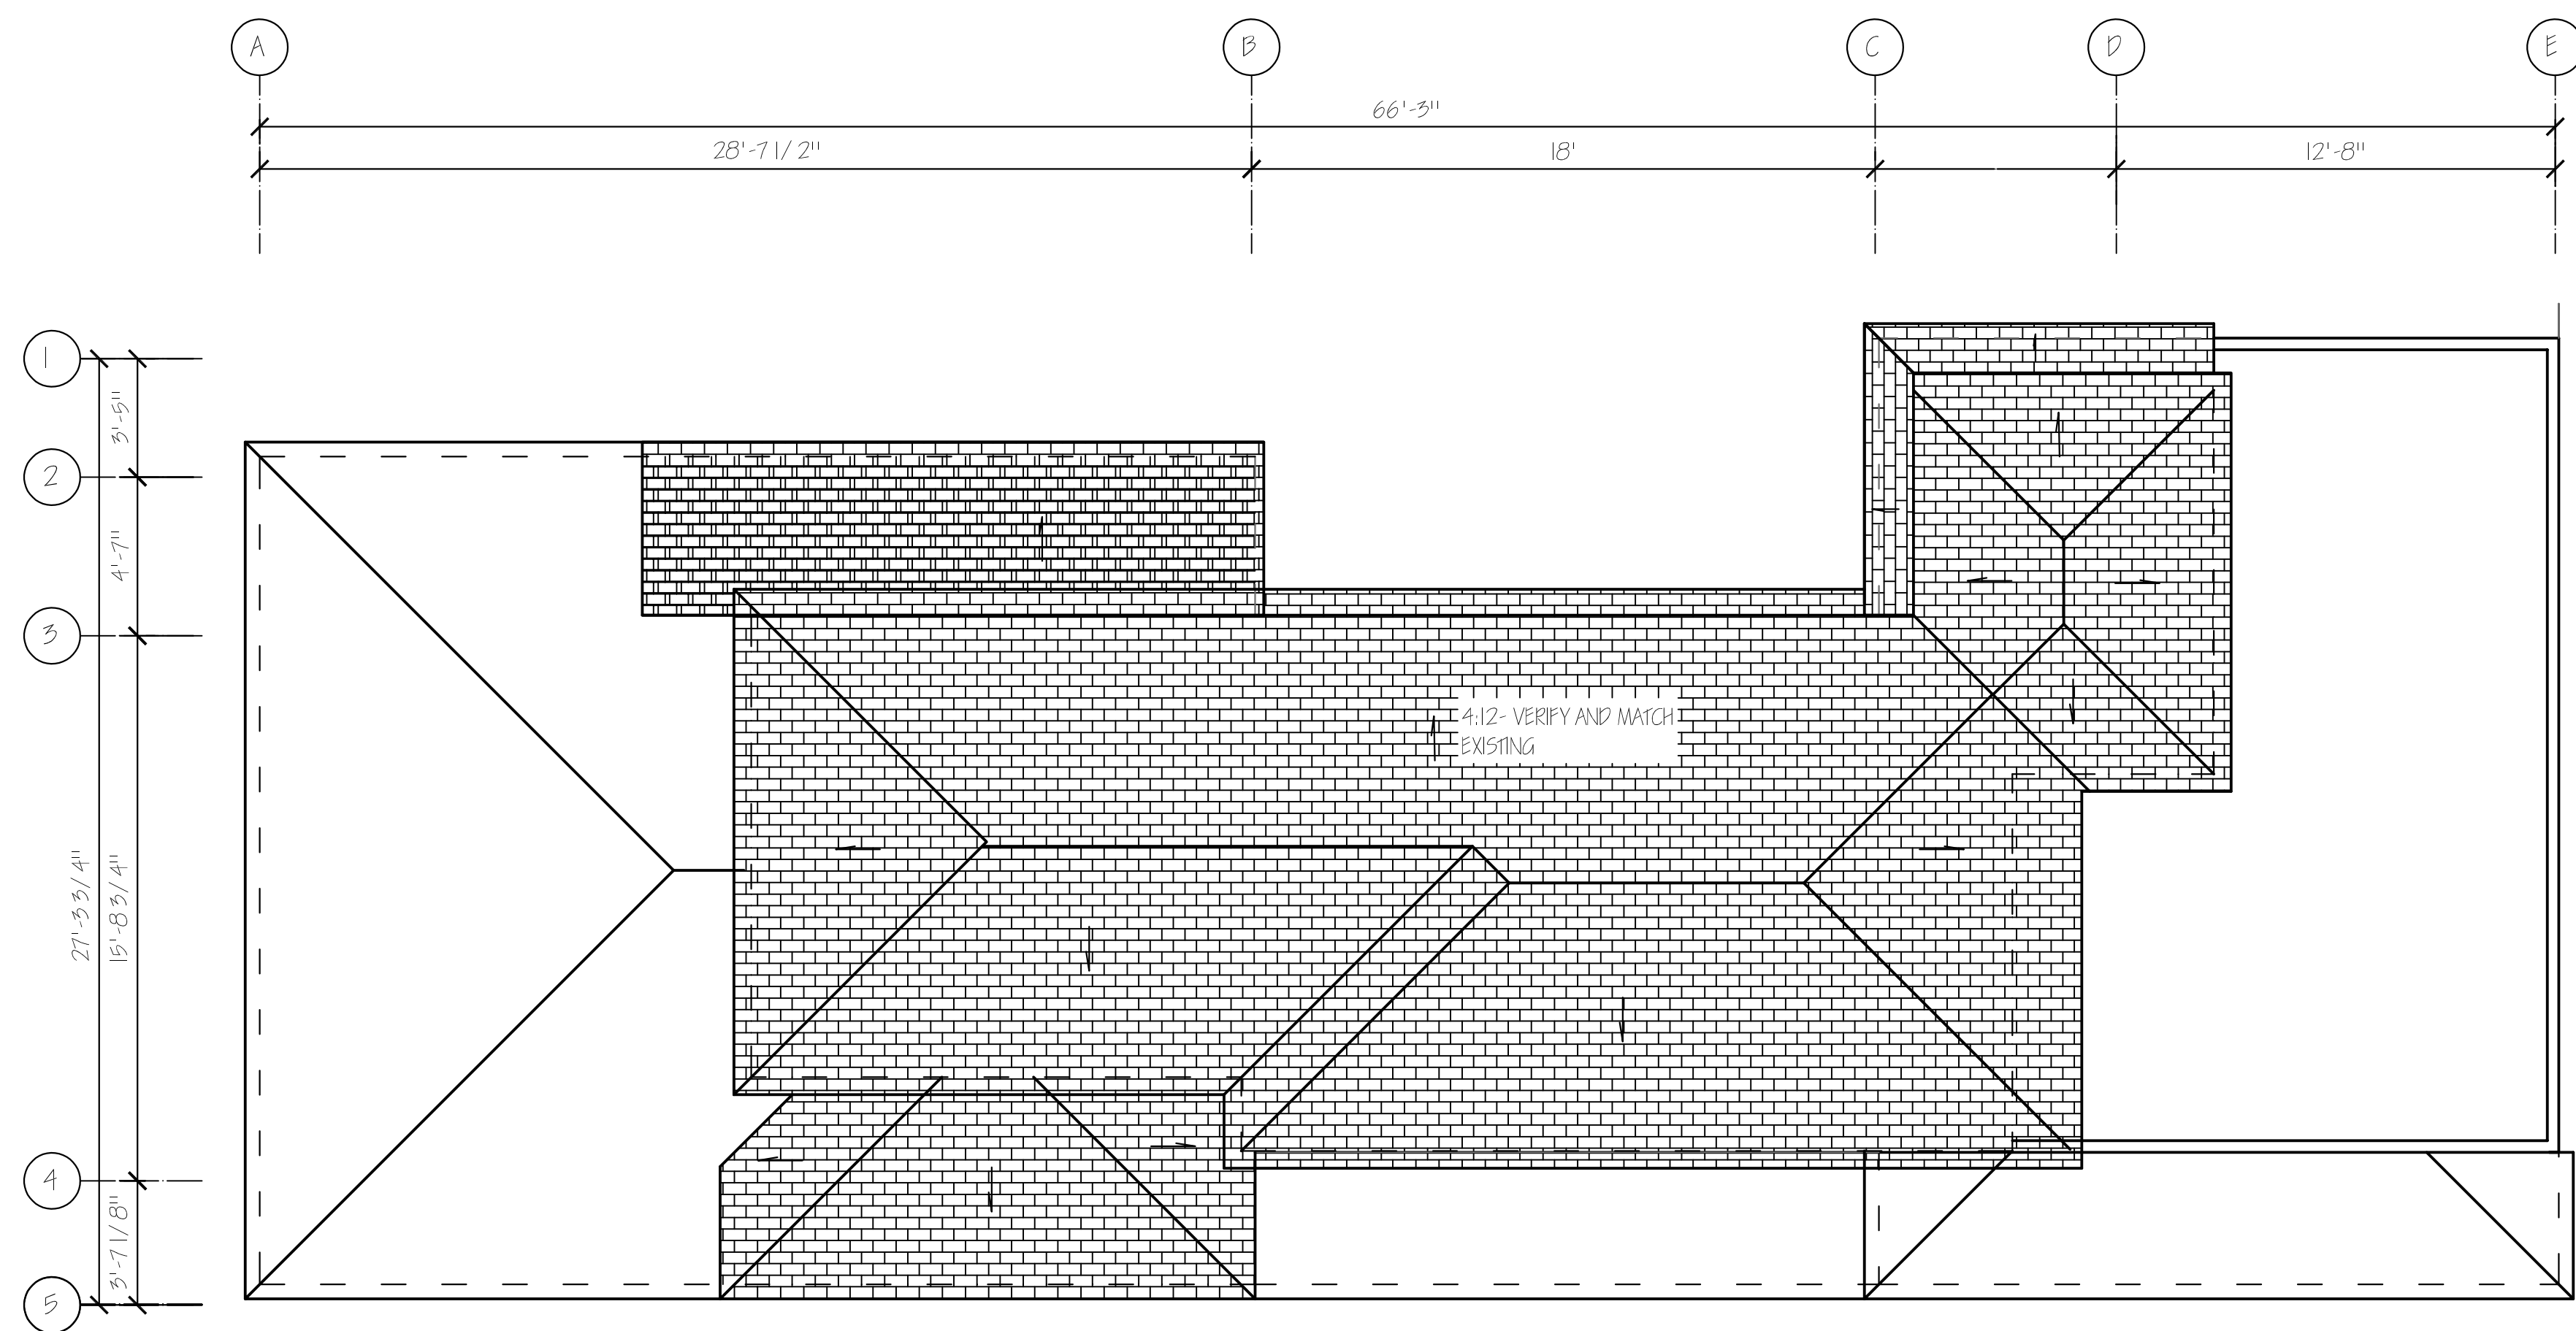 A
B
C
D
E
66'-3"
28'-7 1/2"
18'
12'-8"
1
2
3
4
5
3'-5"
4'-7"
27'-3 3/4"
15'-8 3/4"
3'-7 1/8"
4:12- VERIFY AND MATCH
EXISTING